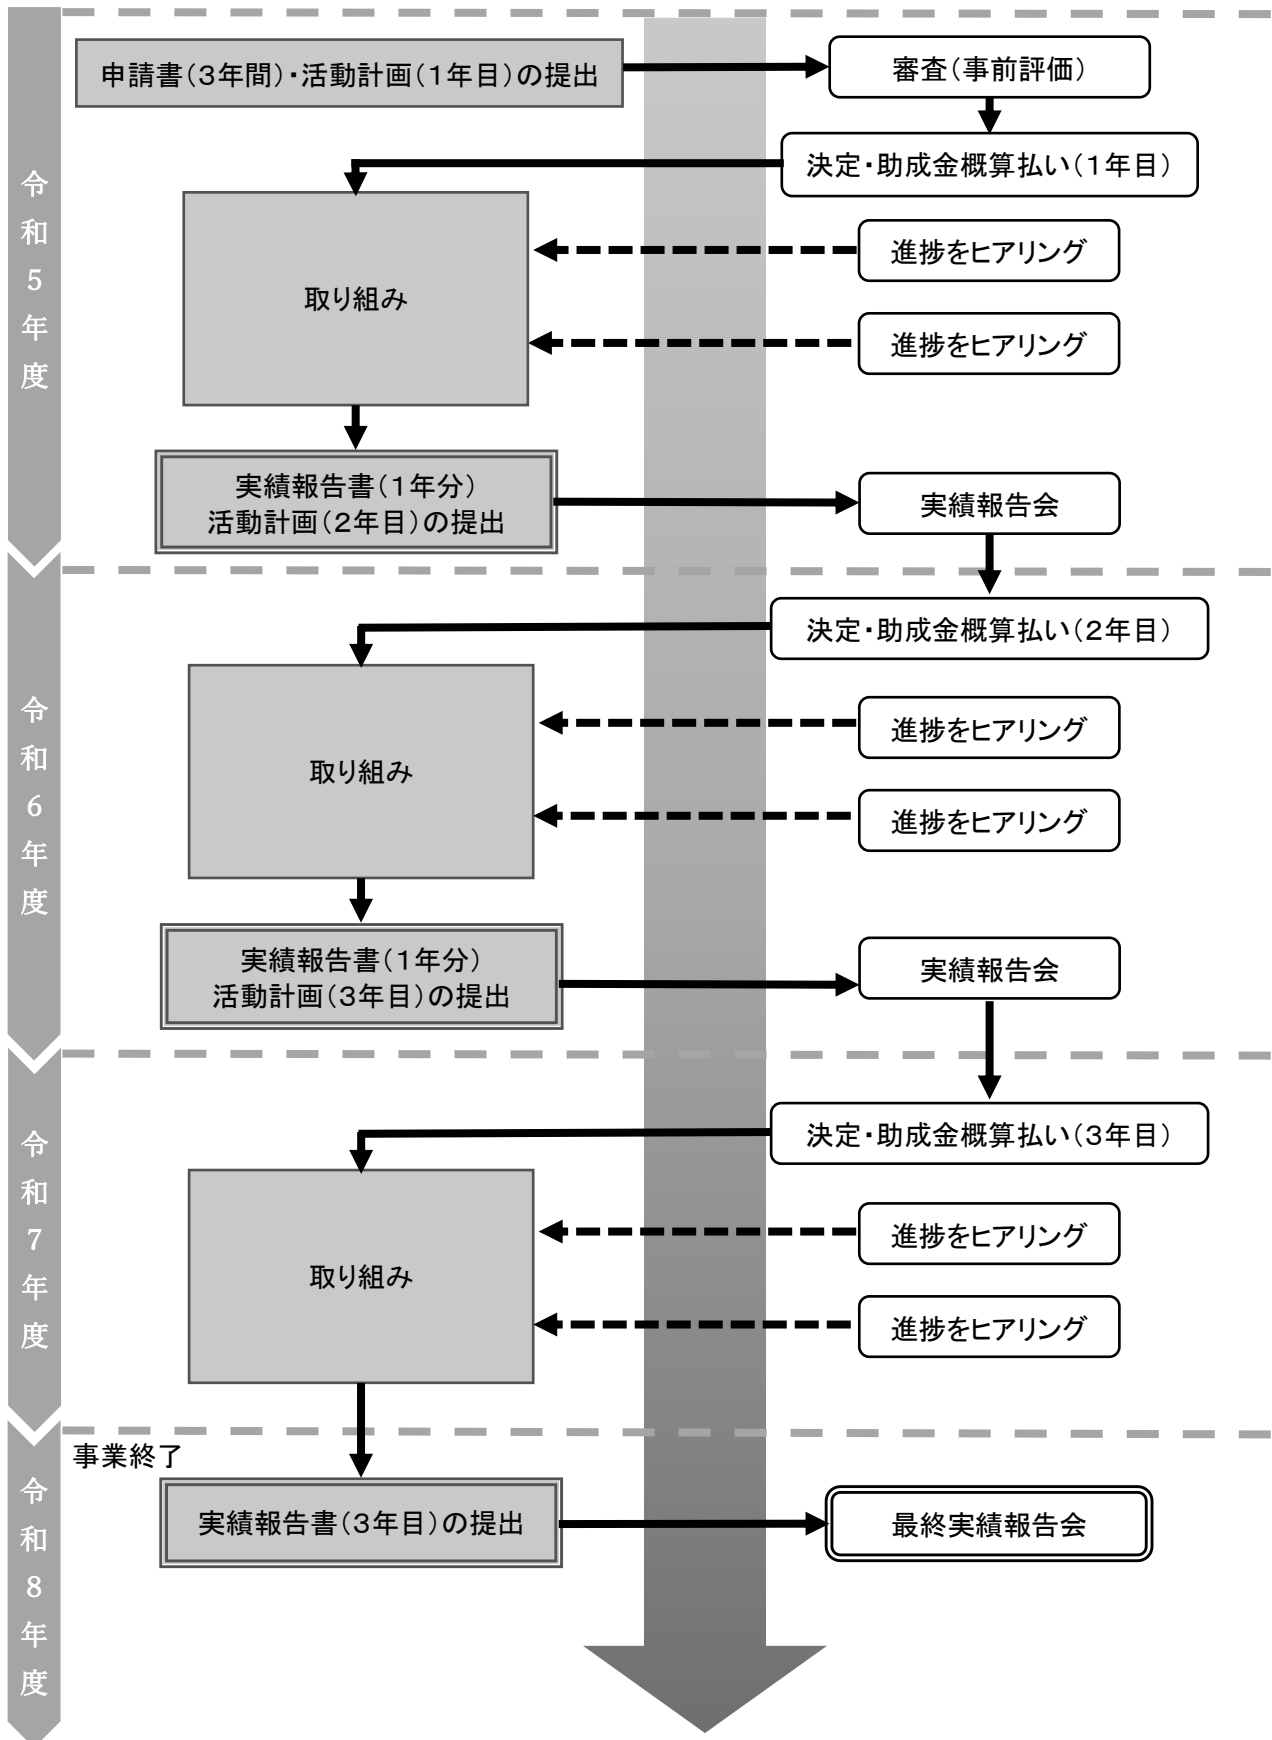 令和5年度
申請書（3年間）・活動計画（1年目）の提出
審査（事前評価）
決定・助成金概算払い（1年目）
取り組み
進捗をヒアリング
進捗をヒアリング
実績報告書（1年分）
活動計画（2年目）の提出
実績報告会
令和6年度
決定・助成金概算払い（2年目）
取り組み
進捗をヒアリング
進捗をヒアリング
実績報告書（1年分）
活動計画（3年目）の提出
実績報告会
令和7年度
決定・助成金概算払い（3年目）
取り組み
進捗をヒアリング
進捗をヒアリング
令和8年度
事業終了
実績報告書（3年目）の提出
最終実績報告会